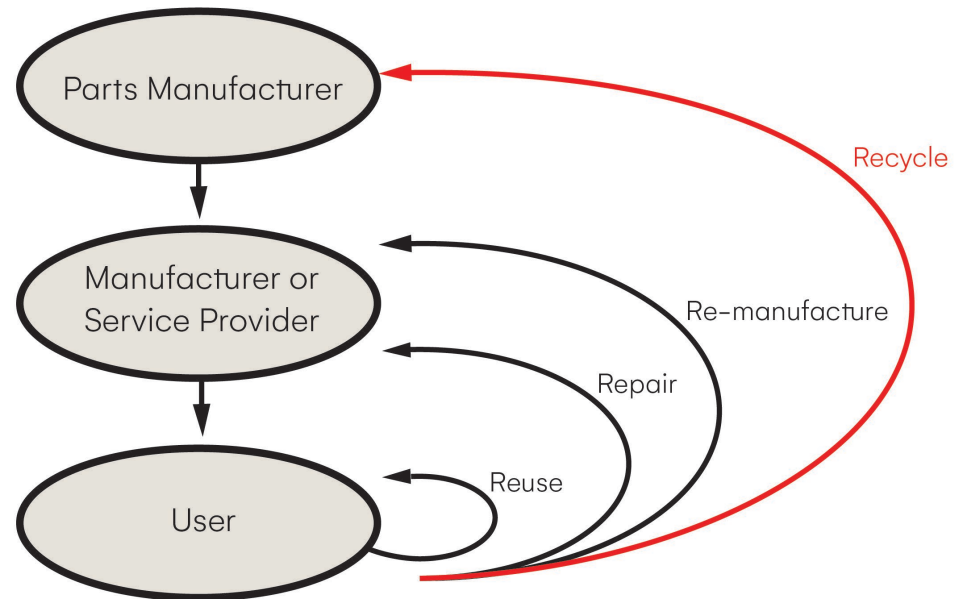 Parts Manufacturer
Recycle
Manufacturer or
Service Provider
Re-manufacture
Repair
Reuse
User